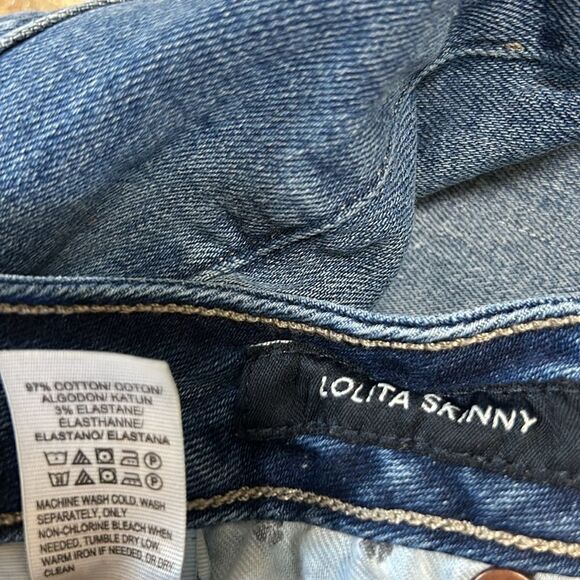 97% COTTON/ COTON/
ALGODON/ KATUN
3% ELASTANE/
ÉLASTHANNE/
ELASTANO/ ELASTANA
MACHINE WASH COLD, WASH
SEPARATELY, ONLY
NON-CHLORINE BLEACH WHEN
NEEDED, TUMBLE DRY LOW,
WARM IRON IF NEEDED, OR DRY
CLEAN
LOLITA SKINNY